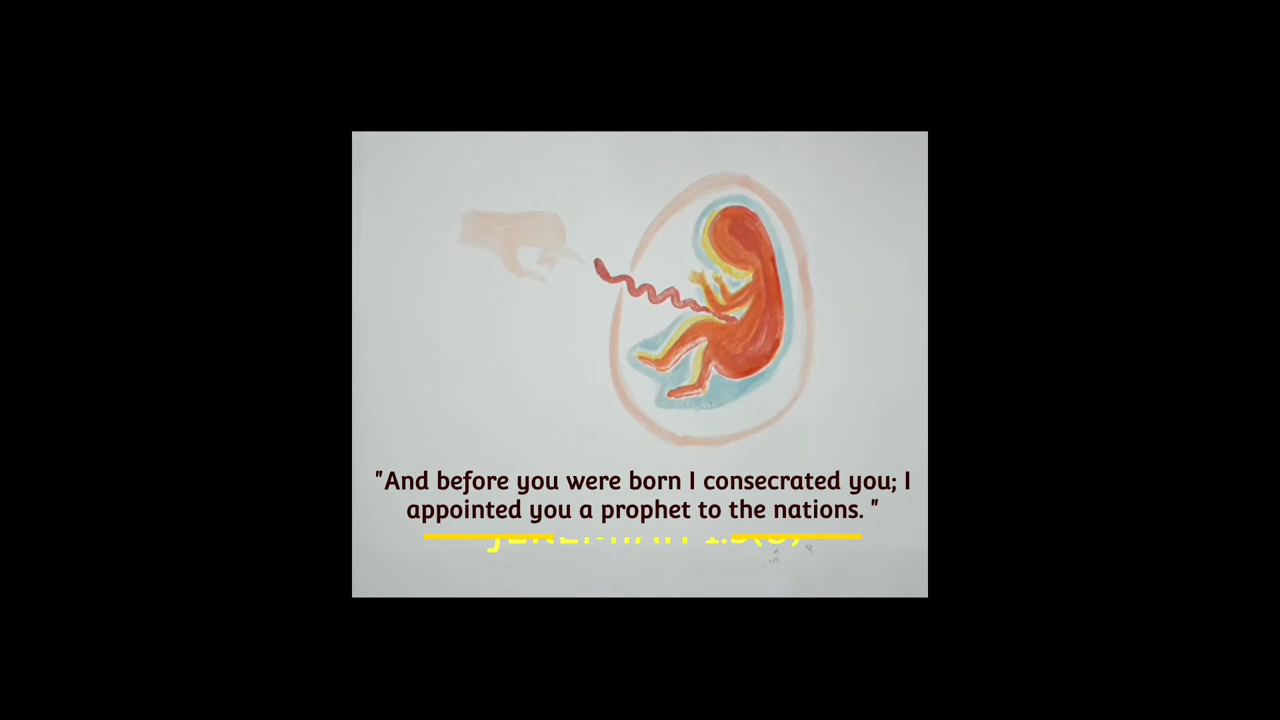 "And before you were born I consecrated you; I
appointed you a prophet to the nations. "